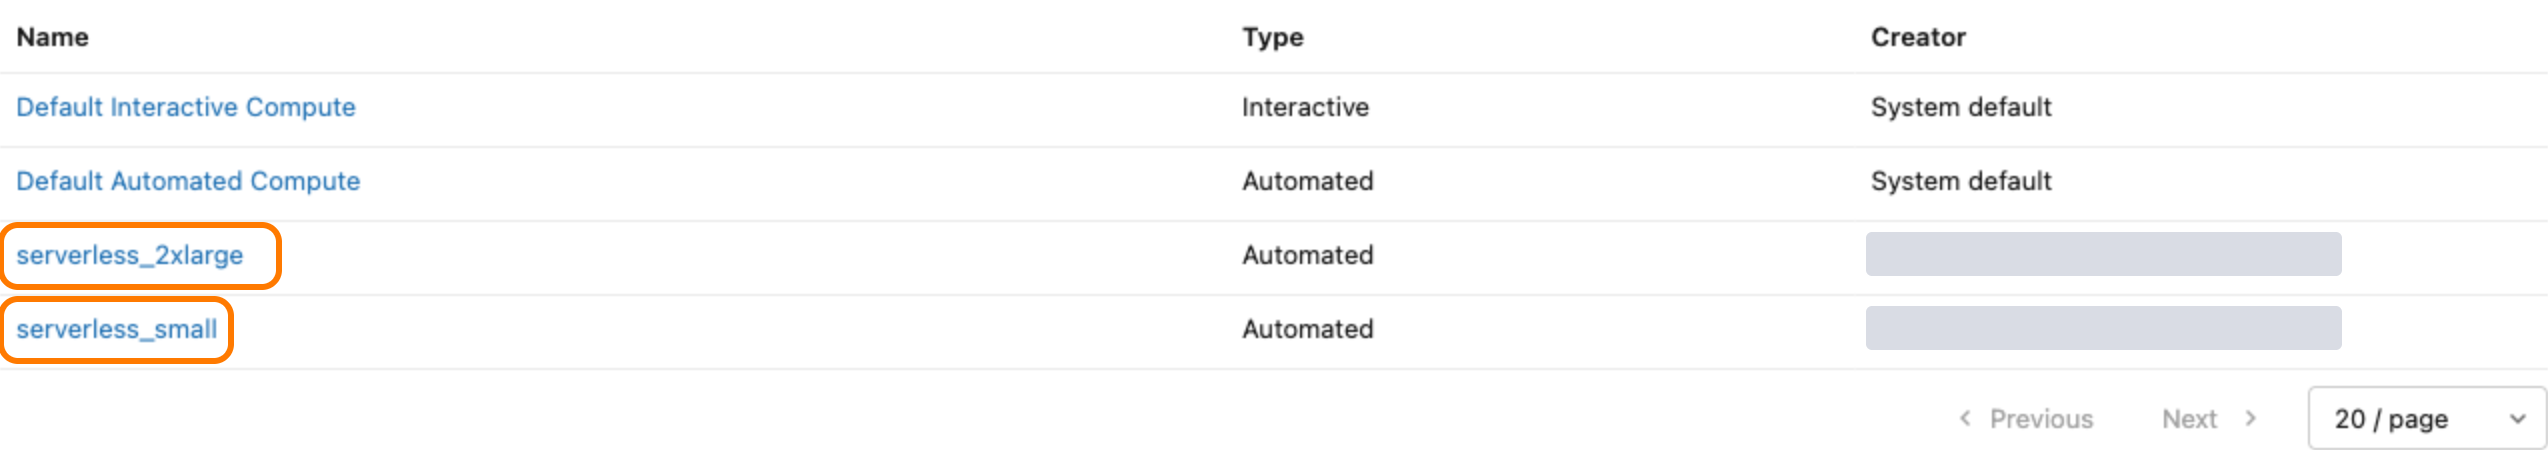 Name Type Creator
Default Interactive Compute Interactive System default
Default Automated Compute Automated System default
serverless_2xlarge Automated
serverless_small Automated
Previous Next 20 / page